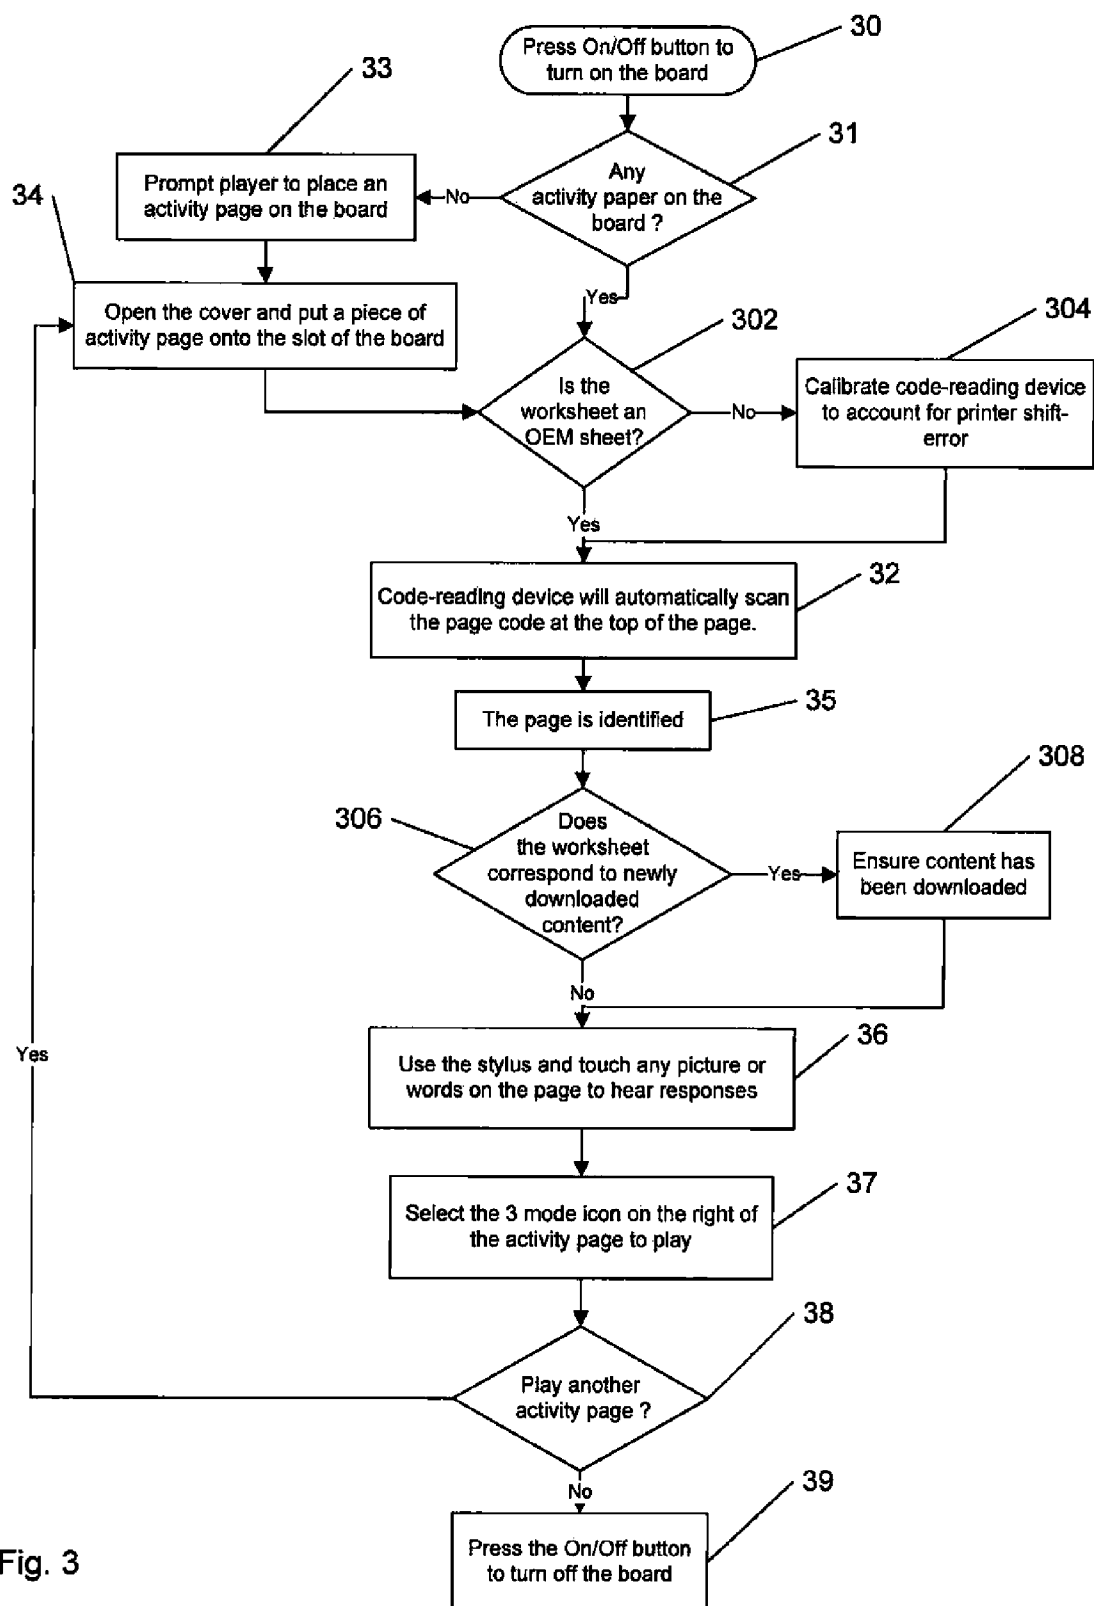 30
Press On/Off button to
turn on the board
33
31
Any
activity paper on the
board ?
No
Prompt player to place an
activity page on the board
34
Yes
Open the cover and put a piece of
activity page onto the slot of the board
302
304
Is the
worksheet an
OEM sheet?
No
Calibrate code-reading device
to account for printer shift-
error
Yes
32
Code-reading device will automatically scan
the page code at the top of the page.
35
The page is identified
308
306
Does
the worksheet
correspond to newly
downloaded
content?
Yes
Ensure content has
been downloaded
No
36
Use the stylus and touch any picture or
words on the page to hear responses
Yes
37
Select the 3 mode icon on the right of
the activity page to play
38
Play another
activity page ?
No
39
Press the On/Off button
to turn off the board
Fig. 3